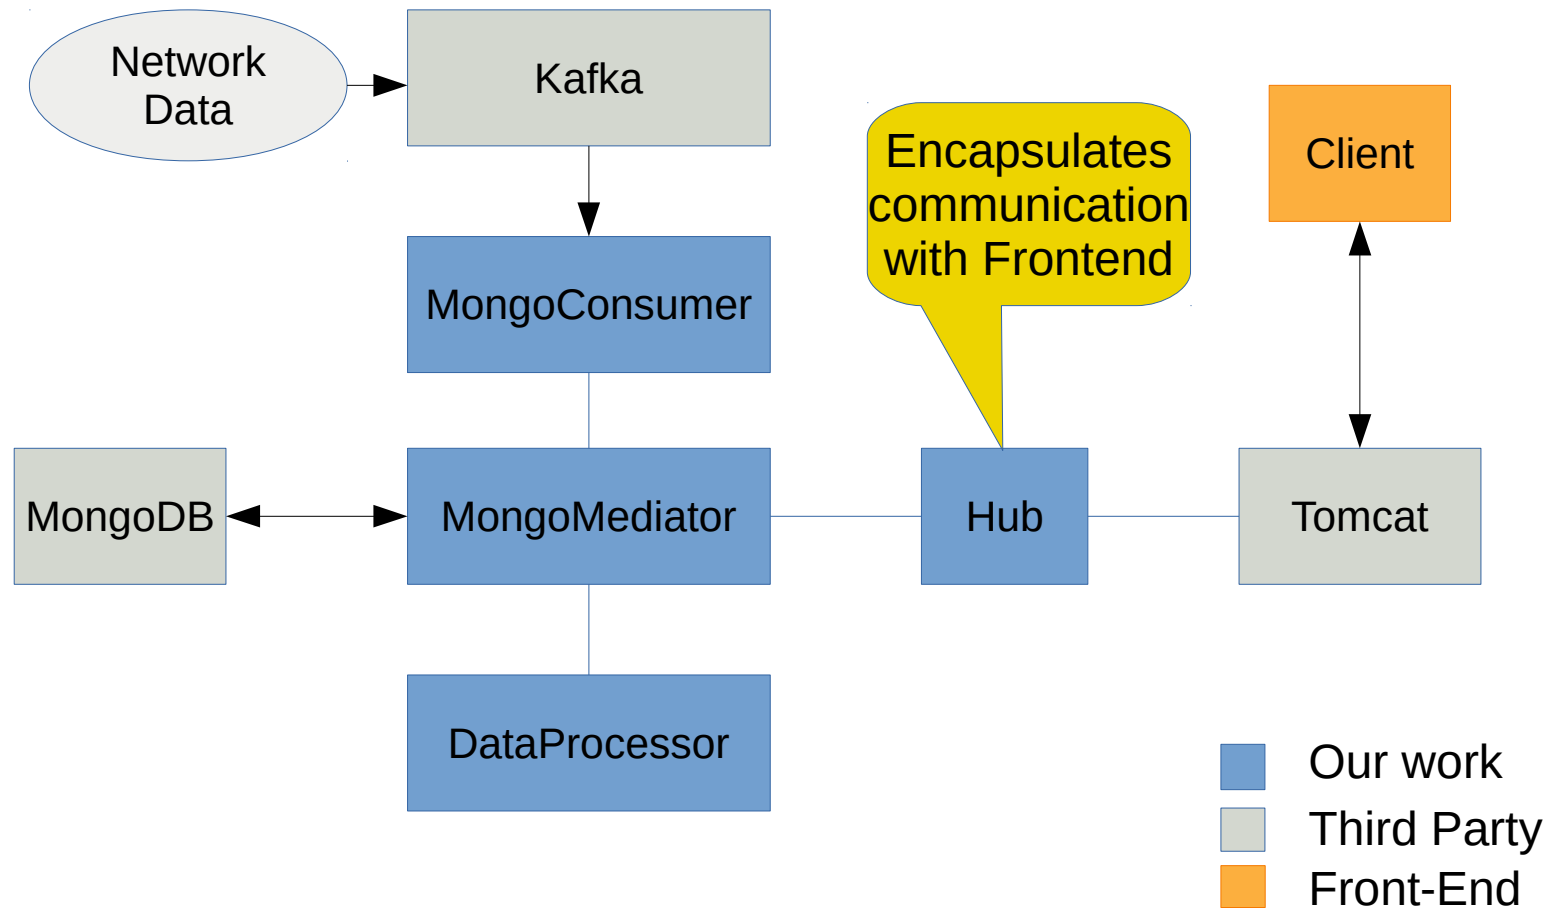 Network
Data
Kafka
Encapsulates
communication
with Frontend
Client
MongoConsumer
MongoDB
MongoMediator
Hub
Tomcat
DataProcessor
Our work
Third Party
Front-End